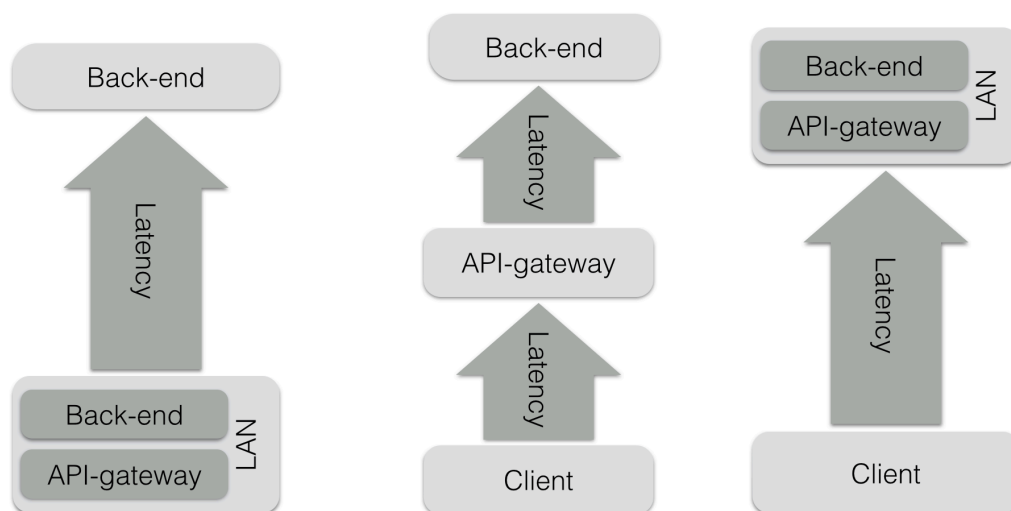 Back-end
Latency
Back-end
API-gateway
LAN
Back-end
Latency
API-gateway
Latency
Client
Back-end
API-gateway
LAN
Latency
Client